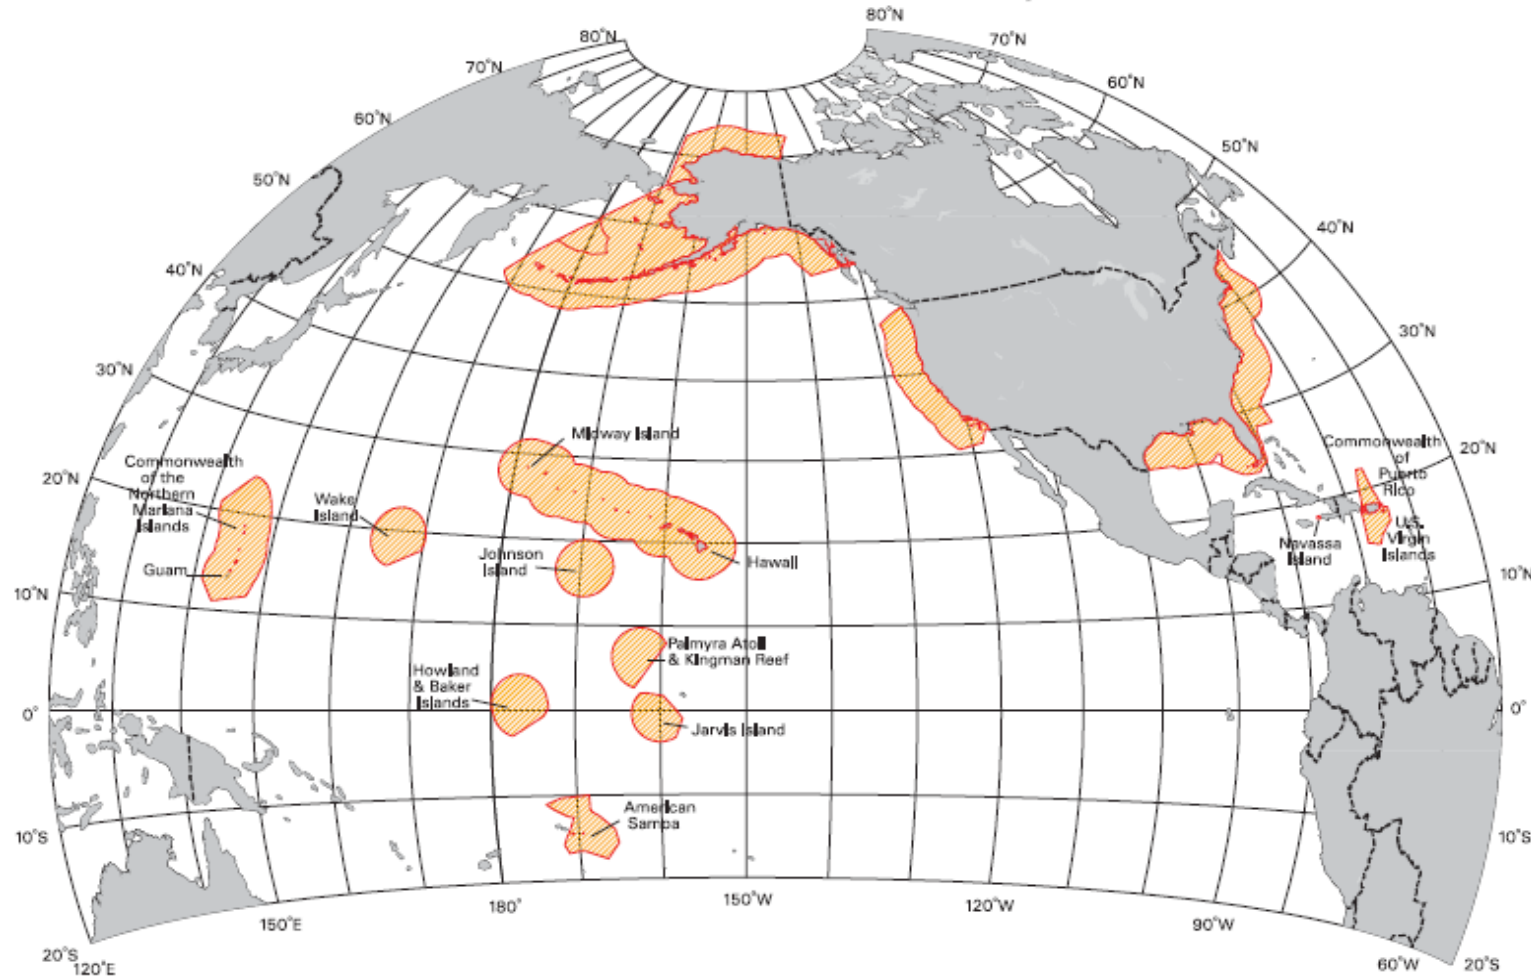 80°N
70°N
60°N
50°N
40°N
30°N
20°N
10°N
0°
10°S
20°S
80°N
70°N
60°N
50°N
40°N
30°N
20°N
10°N
0°
10°S
20°S
120°E
150°E
180°
150°W
120°W
90°W
60°W
Midway Island
Commonwealth
of the
Northern
Mariana
Islands
Guam
Wake
Island
Johnson
Island
Hawaii
Palmyra Atoll
& Kingman Reef
Howland
& Baker
Islands
Jarvis Island
American
Samoa
Commonwealth
of
Puerto
Rico
U.S.
Virgin
Islands
Navassa
Island